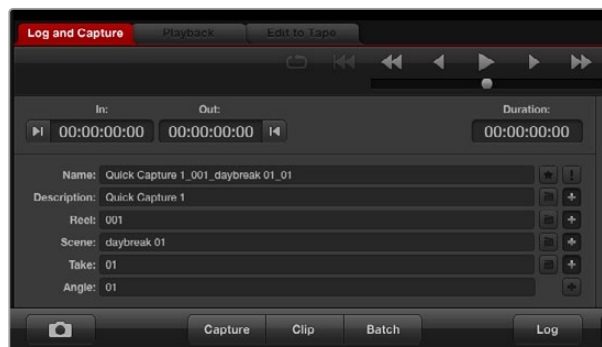 Log and Capture Playback Edit to Tape
In: Out: Duration:
00:00:00:00 00:00:00:00 00:00:00:00
Name: Quick Capture 1_001_daybreak 01_01
Description: Quick Capture 1
Reel: 001
Scene: daybreak 01
Take: 01
Angle: 01
Capture Clip Batch Log